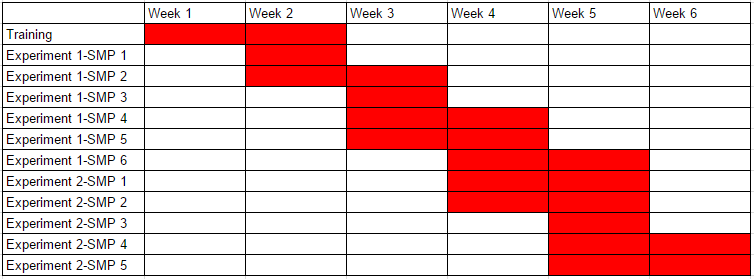 Week 1 Week 2 Week 3 Week 4 Week 5 Week 6
Training
Experiment 1-SMP 1
Experiment 1-SMP 2
Experiment 1-SMP 3
Experiment 1-SMP 4
Experiment 1-SMP 5
Experiment 1-SMP 6
Experiment 2-SMP 1
Experiment 2-SMP 2
Experiment 2-SMP 3
Experiment 2-SMP 4
Experiment 2-SMP 5